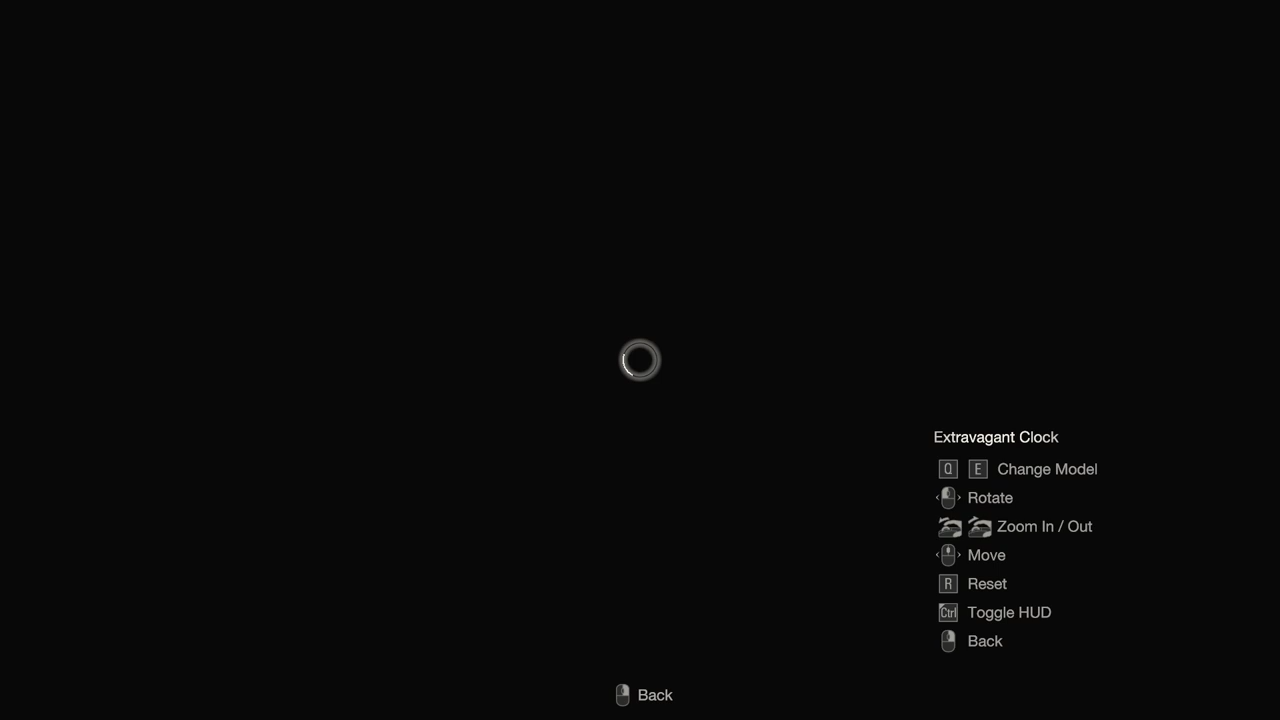 Extravagant Clock
Q E Change Model
Rotate
Zoom In / Out
Move
R Reset
Ctrl Toggle HUD
Back
Back